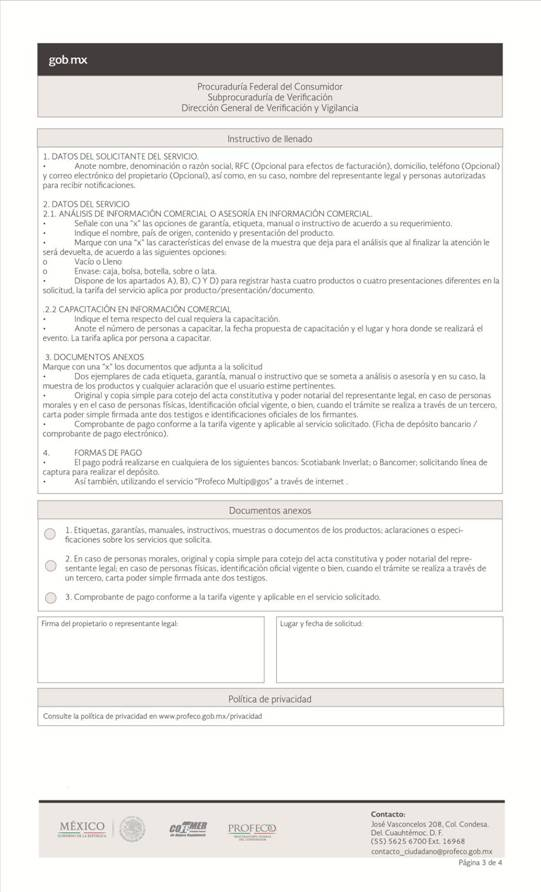 gob mx
Procuraduría Federal del Consumidor
Subprocuraduría de Verificación
Dirección General de Verificación y Vigilancia
Instructivo de llenado
1. DATOS DEL SOLICITANTE DEL SERVICIO.
• Anote nombre, denominación o razón social, RFC (Opcional para efectos de facturación), domicilio, teléfono (Opcional)
y correo electrónico del propietario (Opcional), así como, en su caso, nombre del representante legal y personas autorizadas
para recibir notificaciones.
2. DATOS DEL SERVICIO
2.1. ANÁLISIS DE INFORMACIÓN COMERCIAL O ASESORÍA EN INFORMACIÓN COMERCIAL.
• Señale con una "x" las opciones de garantía, etiqueta, manual o instructivo de acuerdo a su requerimiento.
• Indique el nombre, país de origen, contenido y presentación del producto.
• Marque con una "x" las características del envase de la muestra que deja para el análisis que al finalizar la atención le
será devuelta, de acuerdo a las siguientes opciones:
o Vacío o Lleno
o Envase: caja, bolsa, botella, sobre o lata.
• Dispone de los apartados A), B), C) Y D) para registrar hasta cuatro productos o cuatro presentaciones diferentes en la
solicitud, la tarifa del servicio aplica por producto/presentación/documento.
.2.2 CAPACITACIÓN EN INFORMACIÓN COMERCIAL
• Indique el tema respecto del cual requiere la capacitación.
• Anote el número de personas a capacitar, la fecha propuesta de capacitación y el lugar y hora donde se realizará el
evento. La tarifa aplica por persona a capacitar.
3. DOCUMENTOS ANEXOS
Marque con una "x" los documentos que adjunta a la solicitud
• Dos ejemplares de cada etiqueta, garantía, manual o instructivo que se someta a análisis o asesoría y en su caso, la
muestra de los productos y cualquier aclaración que el usuario estime pertinentes.
• Original y copia simple para cotejo del acta constitutiva y poder notarial del representante legal, en caso de personas
morales y en el caso de personas físicas, Identificación oficial vigente, o bien, cuando el trámite se realiza a través de un tercero,
carta poder simple firmada ante dos testigos e identificaciones oficiales de los firmantes.
• Comprobante de pago conforme a la tarifa vigente y aplicable al servicio solicitado. (Ficha de depósito bancario /
comprobante de pago electrónico).
4. FORMAS DE PAGO
• El pago podrá realizarse en cualquiera de los siguientes bancos: Scotiabank Inverlat; o Bancomer; solicitando línea de
captura para realizar el depósito.
• Así también, utilizando el servicio "Profeco Multip@gos" a través de internet .
Documentos anexos
1. Etiquetas, garantías, manuales, instructivos, muestras o documentos de los productos; aclaraciones o especi-
ficaciones sobre los servicios que solicita.
2. En caso de personas morales, original y copia simple para cotejo del acta constitutiva y poder notarial del repre-
sentante legal; en caso de personas físicas, identificación oficial vigente o bien, cuando el trámite se realiza a través de
un tercero, carta poder simple firmada ante dos testigos.
3. Comprobante de pago conforme a la tarifa vigente y aplicable en el servicio solicitado.
Firma del propietario o representante legal:
Lugar y fecha de solicitud:
Política de privacidad
Consulte la política de privacidad en www.profeco.gob.mx/privacidad
MÉXICO
GOBIERNO DE LA REPÚBLICA
COFEMER
PROFECO
PROCURADURÍA FEDERAL
DEL CONSUMIDOR
Contacto:
José Vasconcelos 208, Col. Condesa.
Del. Cuauhtémoc. D. F.
(55) 5625 6700 Ext. 16968
contacto_ciudadano@profeco.gob.mx
Página 3 de 4